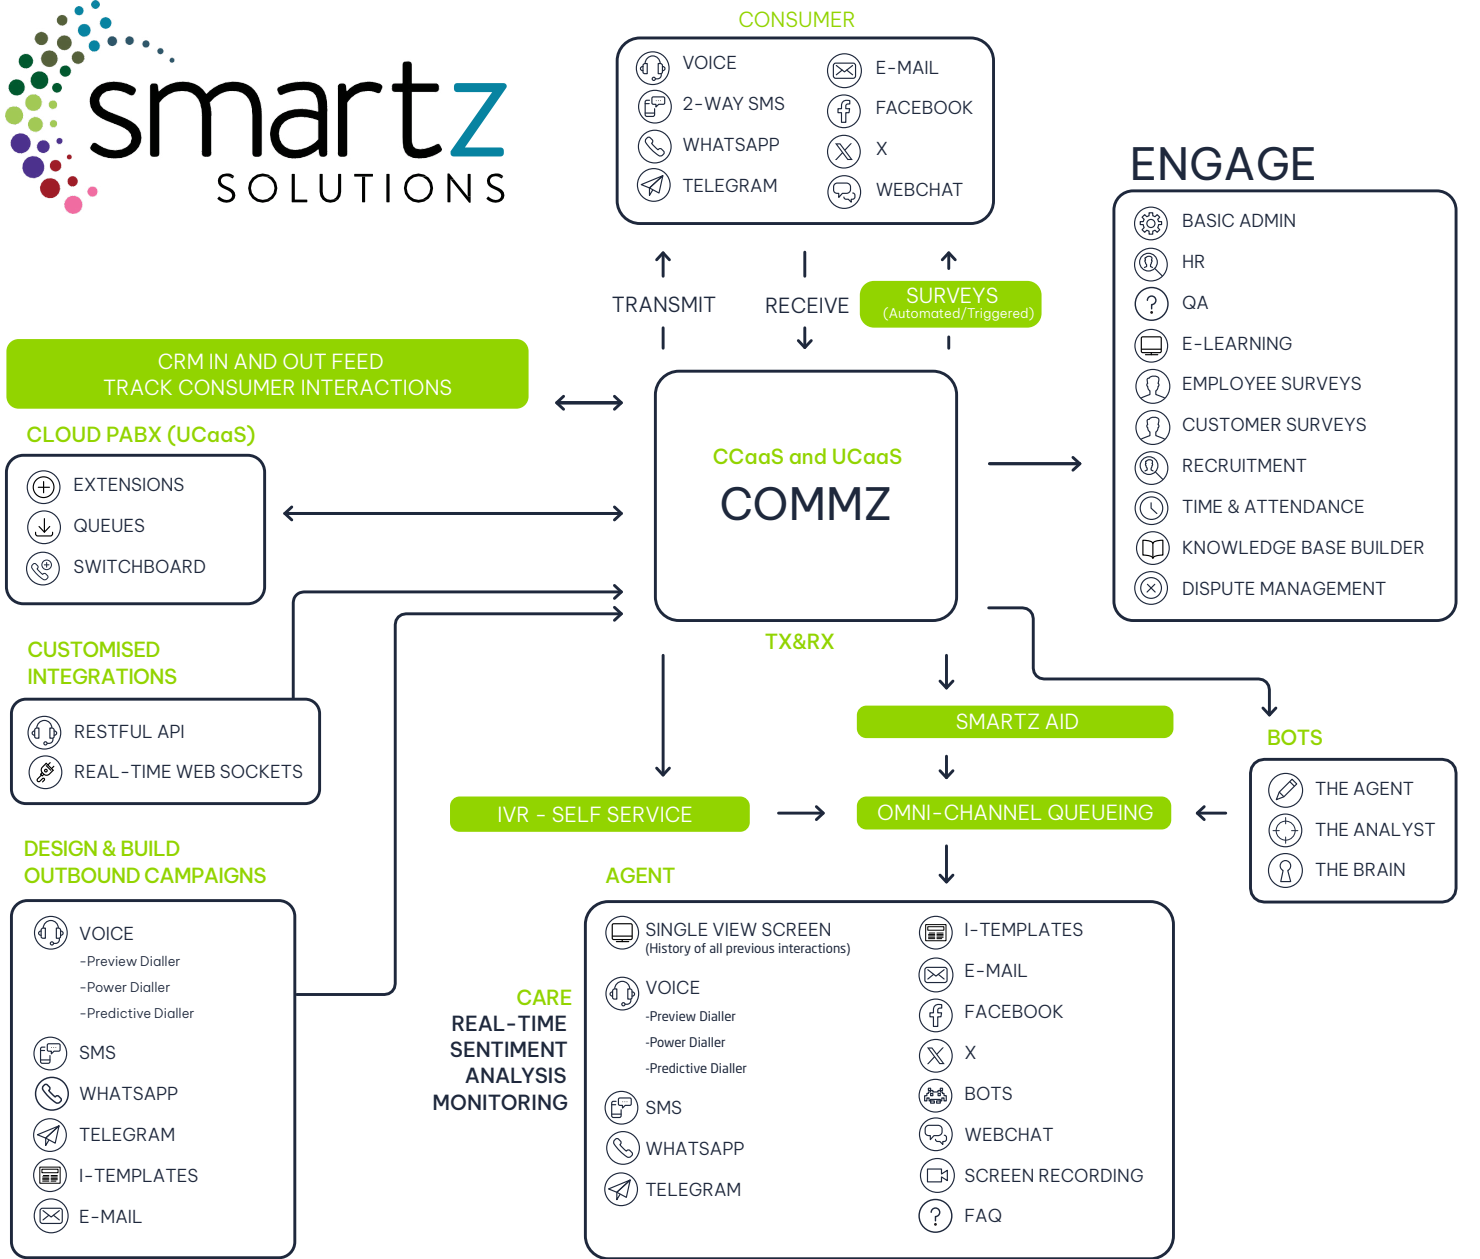 smartz
SOLUTIONS
CONSUMER
VOICE
2-WAY SMS
WHATSAPP
TELEGRAM
E-MAIL
FACEBOOK
X
WEBCHAT
TRANSMIT
RECEIVE
SURVEYS
(Automated/Triggered)
ENGAGE
BASIC ADMIN
HR
QA
E-LEARNING
EMPLOYEE SURVEYS
CUSTOMER SURVEYS
RECRUITMENT
TIME & ATTENDANCE
KNOWLEDGE BASE BUILDER
DISPUTE MANAGEMENT
CRM IN AND OUT FEED
TRACK CONSUMER INTERACTIONS
CLOUD PABX (UCaaS)
EXTENSIONS
QUEUES
SWITCHBOARD
CCaaS and UCaaS
COMMZ
TX&RX
CUSTOMISED
INTEGRATIONS
RESTFUL API
REAL-TIME WEB SOCKETS
SMARTZ AID
IVR - SELF SERVICE
OMNI-CHANNEL QUEUEING
BOTS
THE AGENT
THE ANALYST
THE BRAIN
DESIGN & BUILD
OUTBOUND CAMPAIGNS
VOICE
-Preview Dialler
-Power Dialler
-Predictive Dialler
SMS
WHATSAPP
TELEGRAM
I-TEMPLATES
E-MAIL
CARE
REAL-TIME
SENTIMENT
ANALYSIS
MONITORING
AGENT
SINGLE VIEW SCREEN
(History of all previous interactions)
VOICE
-Preview Dialler
-Power Dialler
-Predictive Dialler
SMS
WHATSAPP
TELEGRAM
I-TEMPLATES
E-MAIL
FACEBOOK
X
BOTS
WEBCHAT
SCREEN RECORDING
FAQ